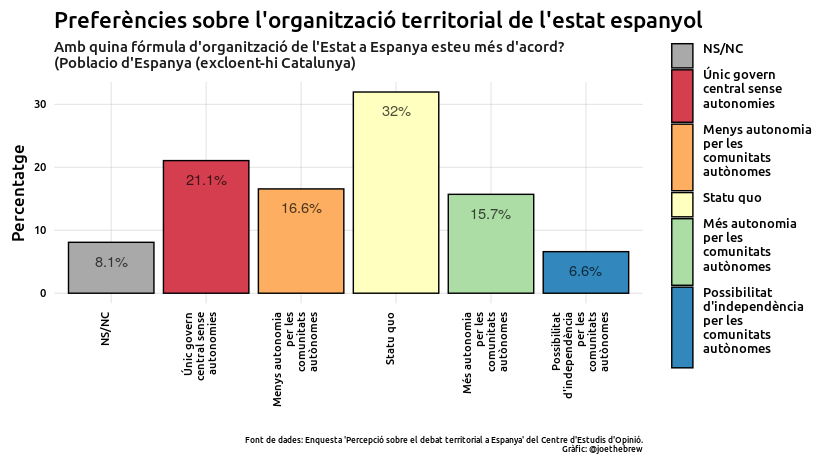 Preferències sobre l'organització territorial de l'estat espanyol
Amb quina fórmula d'organització de l'Estat a Espanya esteu més d'acord?
(Poblacio d'Espanya (excloent-hi Catalunya)
Percentatge
30
20
10
0
8.1%
21.1%
16.6%
32%
15.7%
6.6%
NS/NC
Únic govern
central sense
autonomies
Menys autonomia
per les
comunitats
autònomes
Statu quo
Més autonomia
per les
comunitats
autònomes
Possibilitat
d'independència
per les
comunitats
autònomes
NS/NC
Únic govern
central sense
autonomies
Menys autonomia
per les
comunitats
autònomes
Statu quo
Més autonomia
per les
comunitats
autònomes
Possibilitat
d'independència
per les
comunitats
autònomes
Font de dades: Enquesta 'Percepció sobre el debat territorial a Espanya' del Centre d'Estudis d'Opinió.
Gràfic: @joethebrew